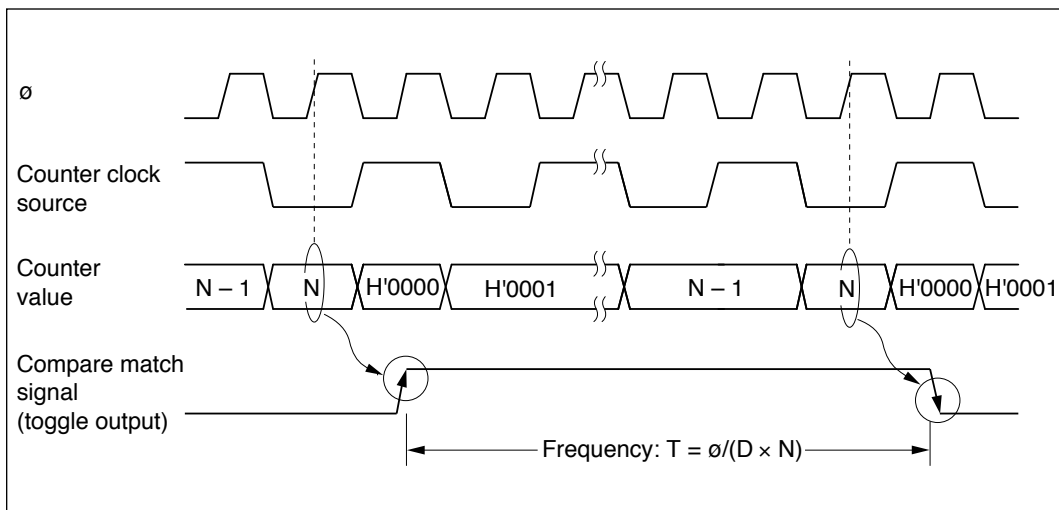 ø
Counter clock
source
Counter
value
N – 1
N
H'0000
H'0001
N – 1
N
H'0000
H'0001
Compare match
signal
(toggle output)
Frequency: T = ø/(D × N)